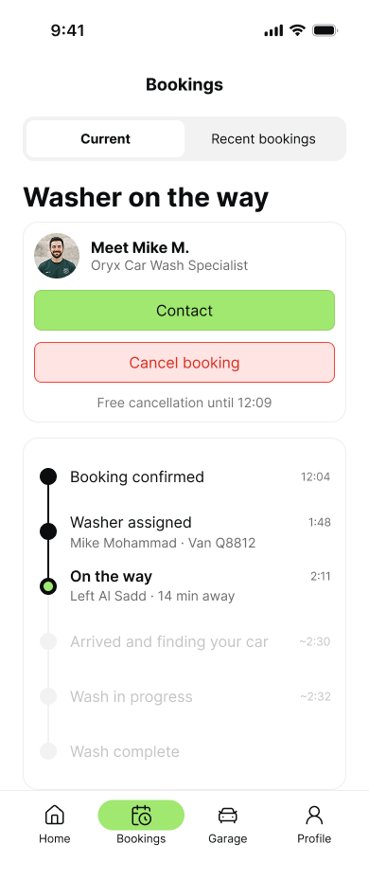 9:41
Bookings
Current
Recent bookings
Washer on the way
Meet Mike M.
Oryx Car Wash Specialist
Contact
Cancel booking
Free cancellation until 12:09
Booking confirmed 12:04
Washer assigned 1:48
Mike Mohammad · Van Q8812
On the way 2:11
Left Al Sadd · 14 min away
Arrived and finding your car ~2:30
Wash in progress ~2:32
Wash complete
Home
Bookings
Garage
Profile